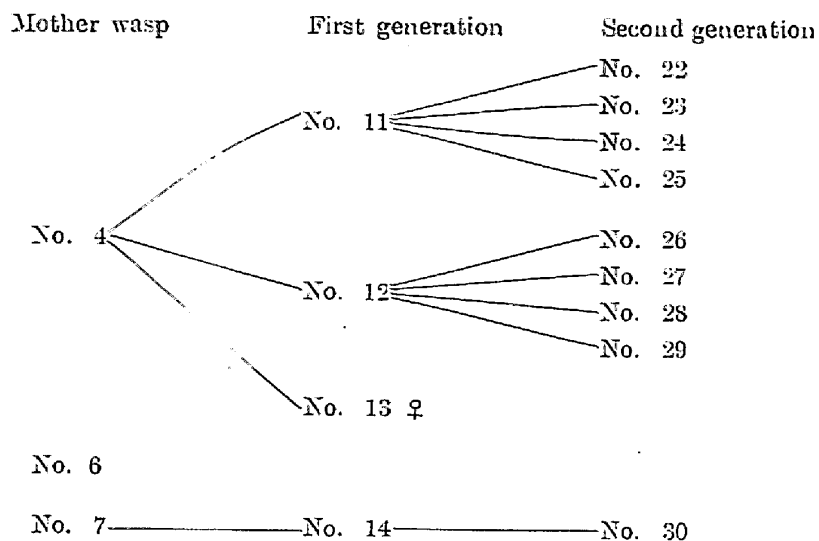 Mother wasp First generation Second generation
No. 22
No. 11 No. 23
No. 24
No. 25
No. 4 No. 26
No. 12 No. 27
No. 28
No. 29
No. 13 ♀
No. 6
No. 7 No. 14 No. 30